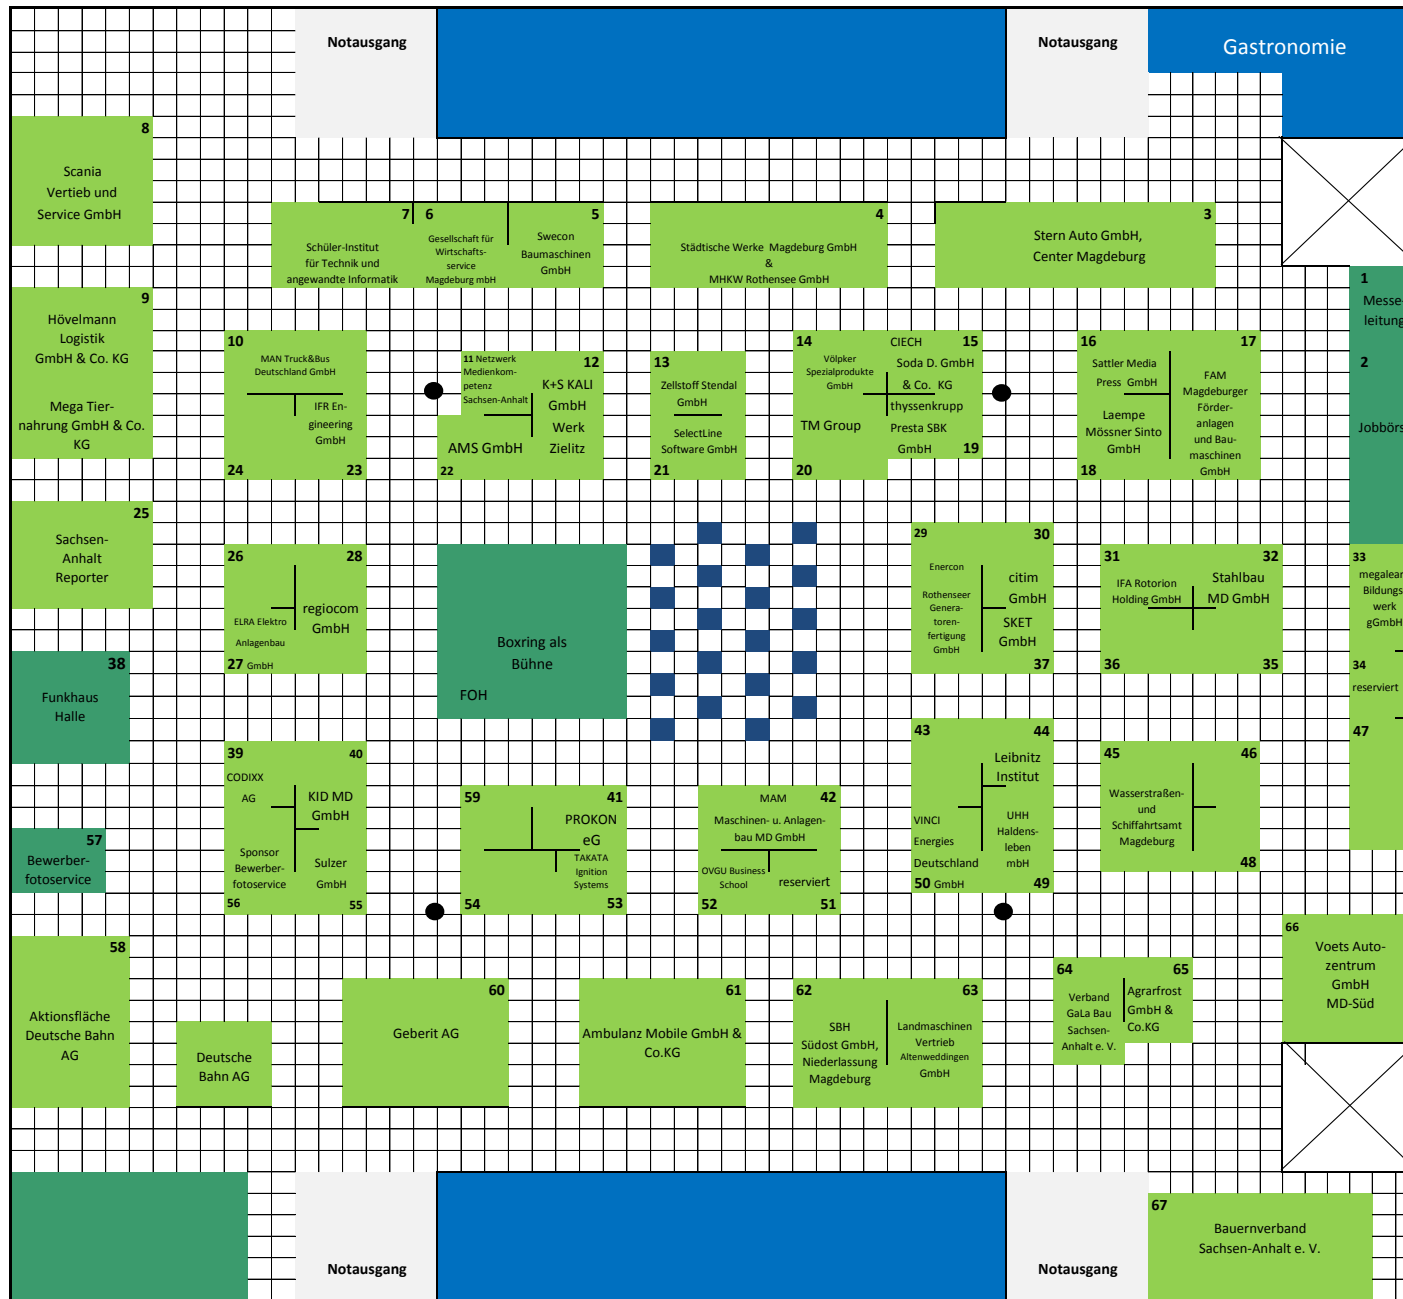 Notausgang
Notausgang
Gastronomie
8
Scania
Vertieb und
Service GmbH
7
Schüler-Institut
für Technik und
angewandte Informatik
6
Gesellschaft für
Wirtschafts-
service
Magdeburg mbH
5
Swecon
Baumaschinen
GmbH
4
Städtische Werke Magdeburg GmbH
&
MHKW Rothensee GmbH
3
Stern Auto GmbH,
Center Magdeburg
1
Messe-
leitung
2
Jobbörs
9
Hövelmann
Logistik
GmbH & Co. KG
Mega Tier-
nahrung GmbH & Co.
KG
10
MAN Truck&Bus
Deutschland GmbH
IFR En-
gineering
GmbH
24
23
11 Netzwerk
Medienkom-
petenz
Sachsen-Anhalt
12
K+S KALI
GmbH
Werk
Zielitz
AMS GmbH
22
13
Zellstoff Stendal
GmbH
SelectLine
Software GmbH
21
14
Völpker
Spezialprodukte
GmbH
CIECH
15
Soda D. GmbH
& Co. KG
thyssenkrupp
Presta SBK
GmbH
19
TM Group
20
16
Sattler Media
Press GmbH
17
FAM
Magdeburger
Förder-
anlagen
und Bau-
maschinen
GmbH
Laempe
Mössner Sinto
GmbH
18
25
Sachsen-
Anhalt
Reporter
26
28
regiocom
GmbH
ELRA Elektro
Anlagenbau
27 GmbH
Boxring als
Bühne
FOH
29
Enercon
Rothenseer
Genera-
toren-
fertigung
GmbH
30
citim
GmbH
SKET
GmbH
37
31
IFA Rotorion
Holding GmbH
32
Stahlbau
MD GmbH
36
35
33
megalear
Bildungs
werk
gGmbH
34
reserviert
47
38
Funkhaus
Halle
39
CODIXX
AG
40
KID MD
GmbH
Sponsor
Bewerber-
fotoservice
56
Sulzer
GmbH
55
59
41
PROKON
eG
TAKATA
Ignition
Systems
54
53
MAM
42
Maschinen- u. Anlagen-
bau MD GmbH
OVGU Business
School
52
reserviert
51
43
44
Leibnitz
Institut
VINCI
Energies
Deutschland
50 GmbH
UHH
Haldens-
leben
mbH
49
45
46
Wasserstraßen-
und
Schiffahrtsamt
Magdeburg
48
57
Bewerber-
fotoservice
58
Aktionsfläche
Deutsche Bahn
AG
Deutsche
Bahn AG
60
Geberit AG
61
Ambulanz Mobile GmbH &
Co.KG
62
SBH
Südost GmbH,
Niederlassung
Magdeburg
63
Landmaschinen
Vertrieb
Altenweddingen
GmbH
64
Verband
GaLa Bau
Sachsen-
Anhalt e. V.
65
Agrarfrost
GmbH &
Co.KG
66
Voets Auto-
zentrum
GmbH
MD-Süd
67
Bauernverband
Sachsen-Anhalt e. V.
Notausgang
Notausgang